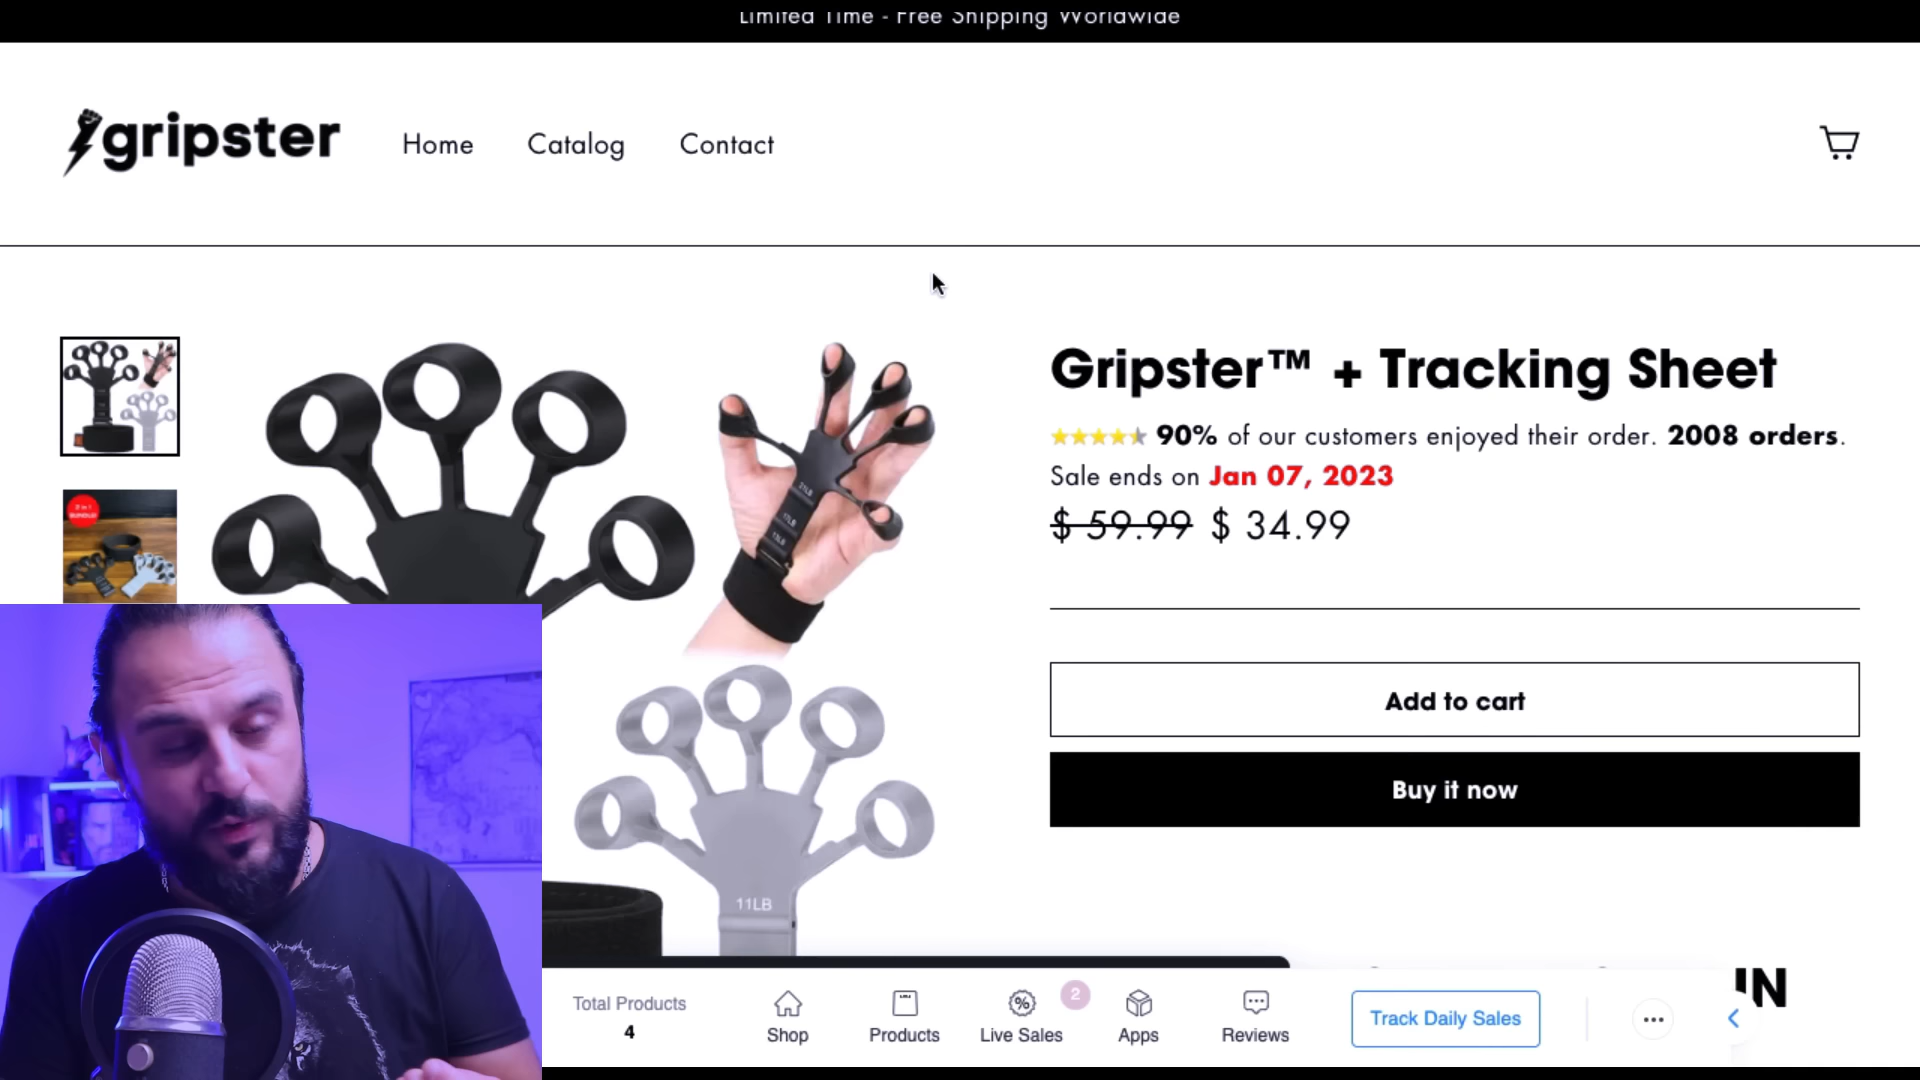 Limited Time - Free Shipping Worldwide
gripster
Home Catalog Contact
Gripster™ + Tracking Sheet
90% of our customers enjoyed their order. 2008 orders.
Sale ends on Jan 07, 2023
$ 59.99 $ 34.99
Add to cart
Buy it now
21LB
11LB
IN
Total Products
4
Shop
Products
Live Sales
2
Apps
Reviews
Track Daily Sales